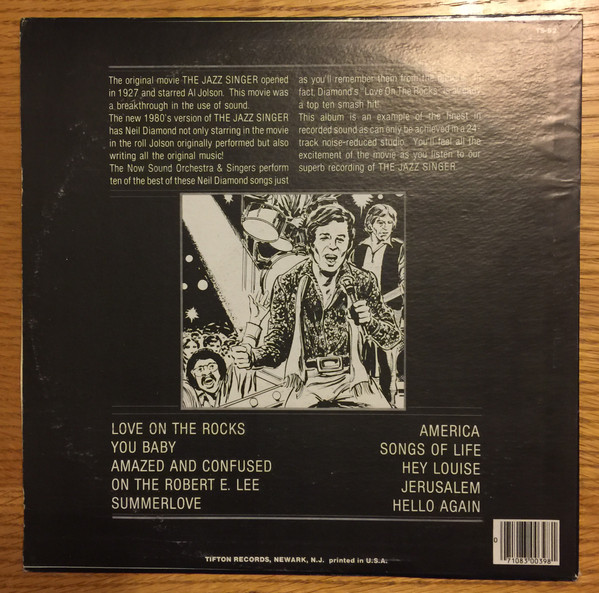 The original movie THE JAZZ SINGER opened
in 1927 and starred Al Jolson. This movie was
a breakthrough in the use of sound.
The new 1980's version of THE JAZZ SINGER
has Neil Diamond not only starring in the movie
in the roll Jolson originally performed but also
writing all the original music!
The Now Sound Orchestra & Singers perform
ten of the best of these Neil Diamond songs just
as you'll remember them from the
fact, Diamond's "Love On The Rocks"
a top ten smash hit!
This album is an example of the finest in
recorded sound as can only be achieved in a 24
track noise-reduced studio. You'll feel all the
excitement of the movie as you listen to our
superb recording of THE JAZZ SINGER.
LOVE ON THE ROCKS
YOU BABY
AMAZED AND CONFUSED
ON THE ROBERT E. LEE
SUMMERLOVE
AMERICA
SONGS OF LIFE
HEY LOUISE
JERUSALEM
HELLO AGAIN
0
71083 00398
TIFTON RECORDS, NEWARK, N.J. printed in U.S.A.